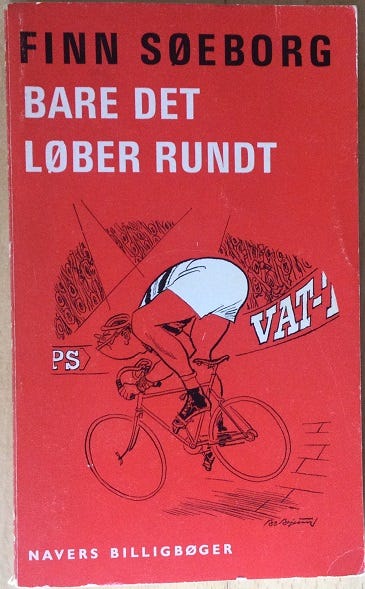 FINN SØEBORG
BARE DET
LØBER RUNDT
VAT-
PS
NAVERS BILLIGBØGER